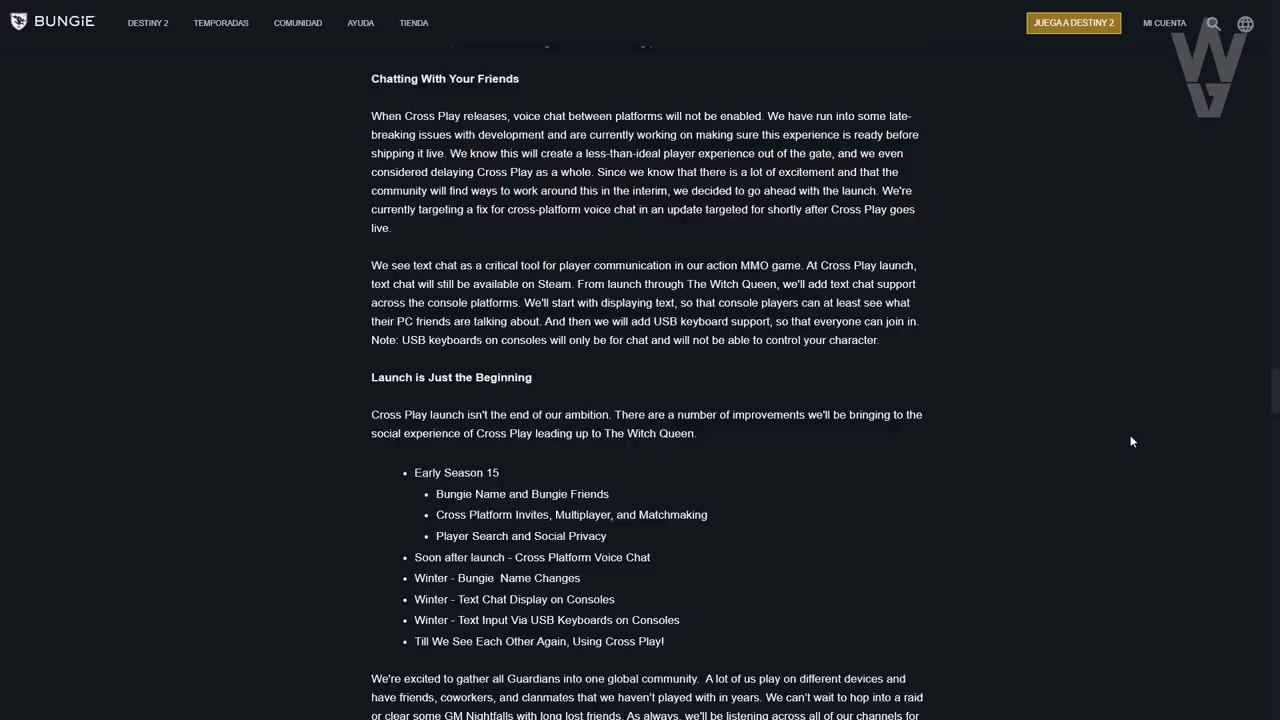 BUNGiE
DESTINY 2
TEMPORADAS
COMUNIDAD
AYUDA
TIENDA
JUEGA A DESTINY 2
MI CUENTA
Chatting With Your Friends
When Cross Play releases, voice chat between platforms will not be enabled. We have run into some late-
breaking issues with development and are currently working on making sure this experience is ready before
shipping it live. We know this will create a less-than-ideal player experience out of the gate, and we even
considered delaying Cross Play as a whole. Since we know that there is a lot of excitement and that the
community will find ways to work around this in the interim, we decided to go ahead with the launch. We're
currently targeting a fix for cross-platform voice chat in an update targeted for shortly after Cross Play goes
live.
We see text chat as a critical tool for player communication in our action MMO game. At Cross Play launch,
text chat will still be available on Steam. From launch through The Witch Queen, we'll add text chat support
across the console platforms. We'll start with displaying text, so that console players can at least see what
their PC friends are talking about. And then we will add USB keyboard support, so that everyone can join in.
Note: USB keyboards on consoles will only be for chat and will not be able to control your character.
Launch is Just the Beginning
Cross Play launch isn't the end of our ambition. There are a number of improvements we'll be bringing to the
social experience of Cross Play leading up to The Witch Queen.
• Early Season 15
• Bungie Name and Bungie Friends
• Cross Platform Invites, Multiplayer, and Matchmaking
• Player Search and Social Privacy
• Soon after launch - Cross Platform Voice Chat
• Winter - Bungie  Name Changes
• Winter - Text Chat Display on Consoles
• Winter - Text Input Via USB Keyboards on Consoles
• Till We See Each Other Again, Using Cross Play!
We're excited to gather all Guardians into one global community.  A lot of us play on different devices and
have friends, coworkers, and clanmates that we haven't played with in years. We can't wait to hop into a raid
or clear some GM Nightfalls with long lost friends. As always, we'll be listening across all of our channels for